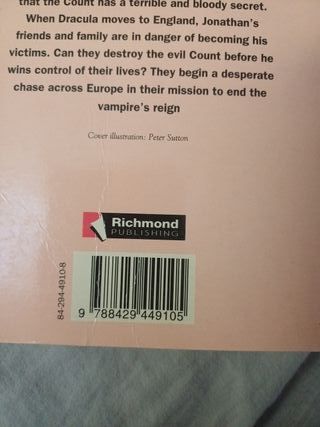 that the Count has a terrible and bloody secret.
When Dracula moves to England, Jonathan's
friends and family are in danger of becoming his
victims. Can they destroy the evil Count before he
wins control of their lives? They begin a desperate
chase across Europe in their mission to end the
vampire's reign
Cover illustration: Peter Sutton
Richmond
PUBLISHING
84-294-4910-8
9 788429 449105